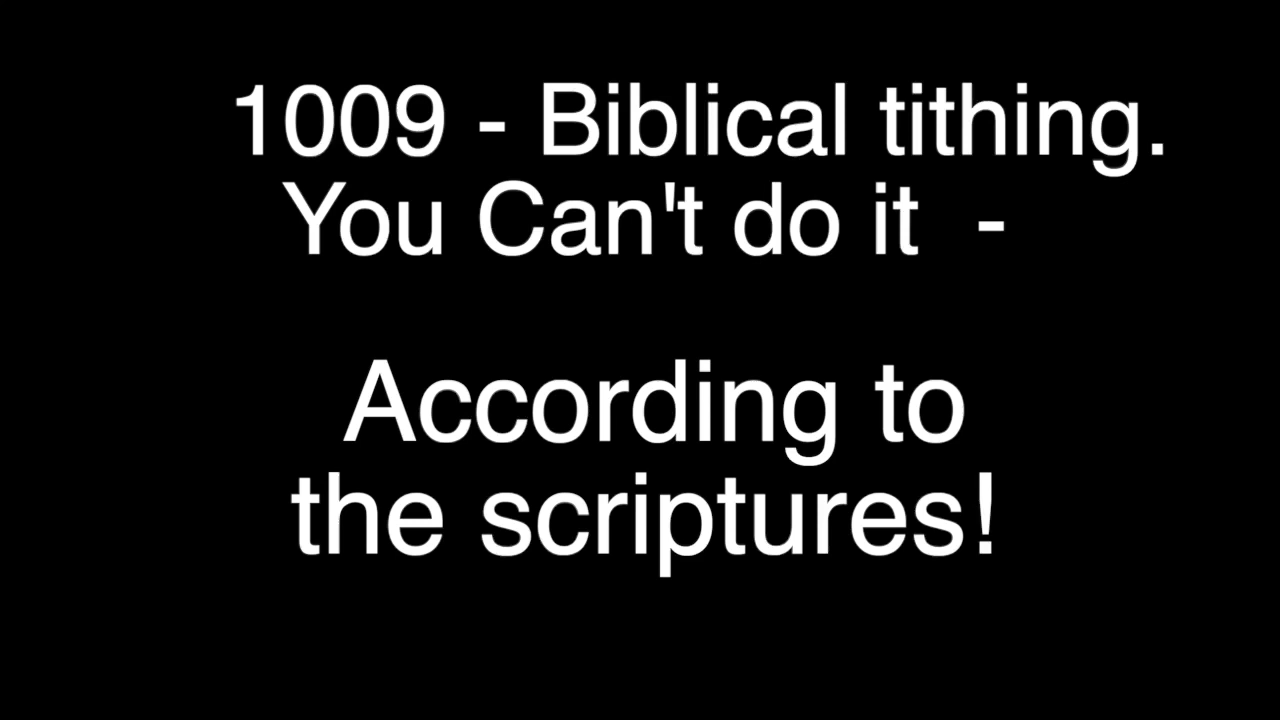 1009 - Biblical tithing.
You Can't do it  -
According to
the scriptures!